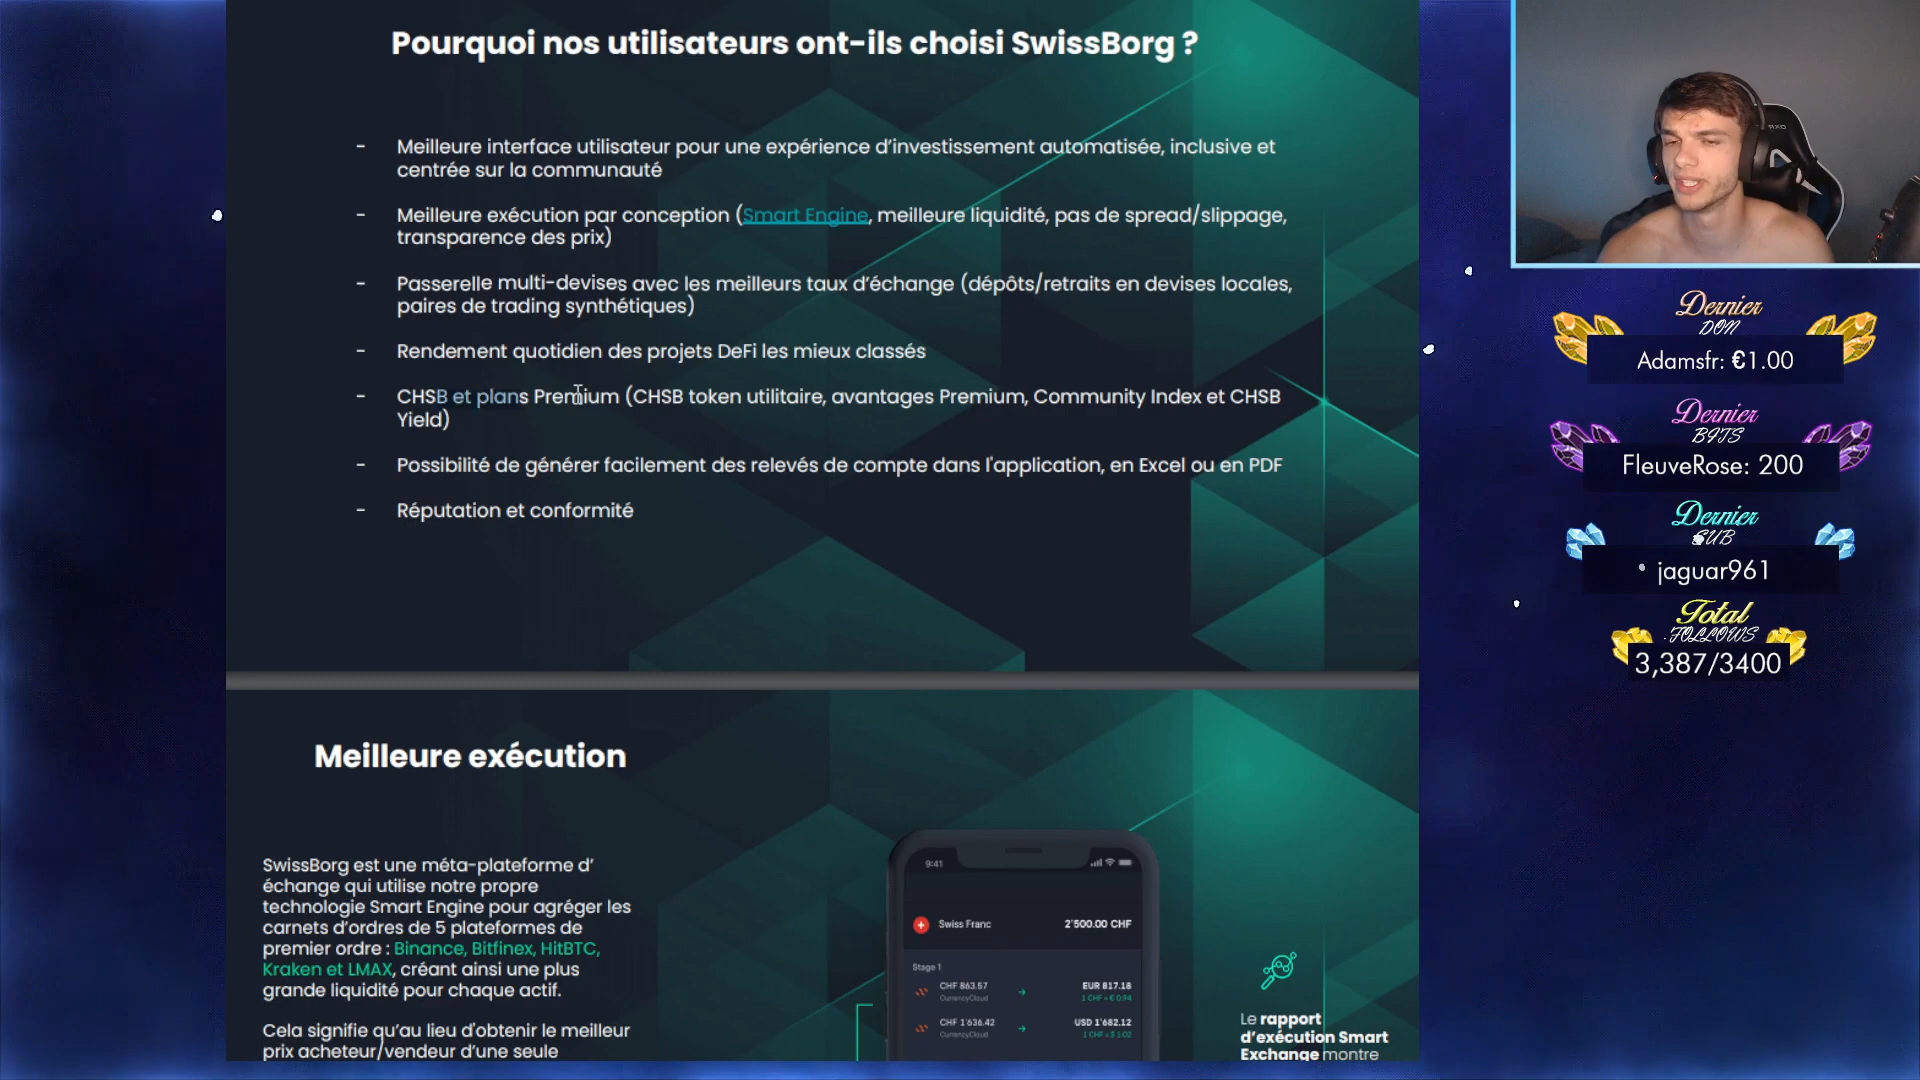 Pourquoi nos utilisateurs ont-ils choisi SwissBorg ?
- Meilleure interface utilisateur pour une expérience d’investissement automatisée, inclusive et
centrée sur la communauté
- Meilleure exécution par conception (Smart Engine, meilleure liquidité, pas de spread/slippage,
transparence des prix)
- Passerelle multi-devises avec les meilleurs taux d’échange (dépôts/retraits en devises locales,
paires de trading synthétiques)
- Rendement quotidien des projets DeFi les mieux classés
- CHSB et plans Premium (CHSB token utilitaire, avantages Premium, Community Index et CHSB
Yield)
- Possibilité de générer facilement des relevés de compte dans l'application, en Excel ou en PDF
- Réputation et conformité
Meilleure exécution
SwissBorg est une méta-plateforme d’
échange qui utilise notre propre
technologie Smart Engine pour agréger les
carnets d’ordres de 5 plateformes de
premier ordre : Binance, Bitfinex, HitBTC,
Kraken et LMAX, créant ainsi une plus
grande liquidité pour chaque actif.
Cela signifie qu’au lieu d'obtenir le meilleur
prix acheteur/vendeur d’une seule
9:41
Swiss Franc 2'500.00 CHF
Stage 1
CHF 863.57 EUR 817.18
CurrencyCloud 1 CHF = € 0.94
CHF 1'636.42 USD 1'682.12
CurrencyCloud 1 CHF = $ 1.02
Le rapport
d’exécution Smart
Exchange montre
Dernier
DON
Adamsfr: €1.00
Dernier
BITS
FleuveRose: 200
Dernier
SUB
jaguar961
Total
FOLLOWS
3,387/3400